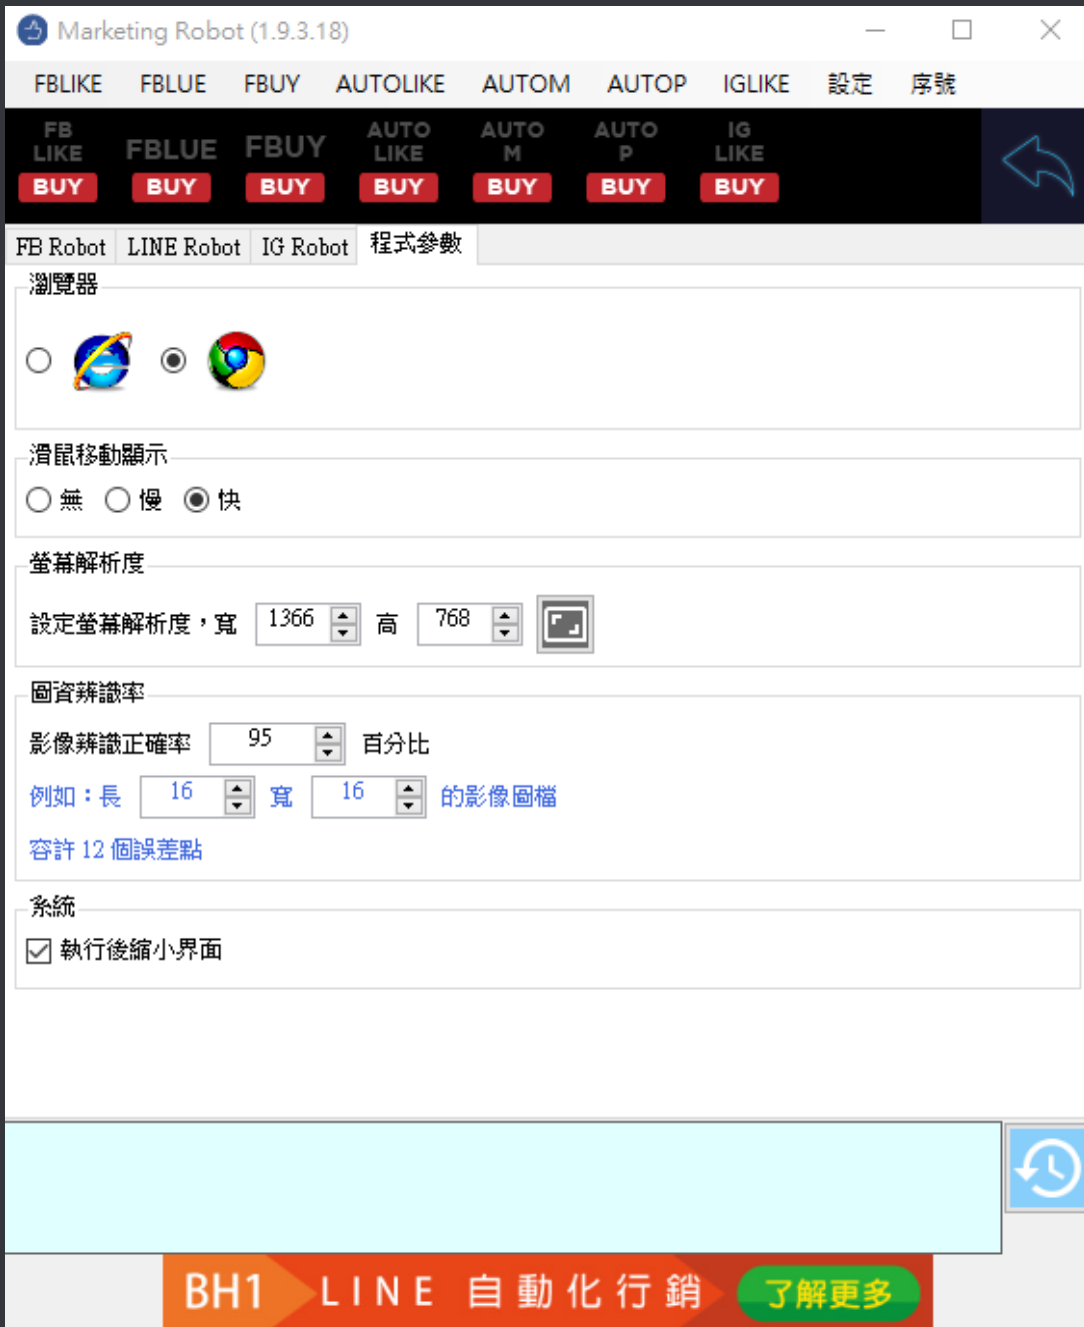 Marketing Robot (1.9.3.18)
FBLIKE FBLUE FBUY AUTOLIKE AUTOM AUTOP IGLIKE 設定 序號
FB LIKE FBLUE FBUY AUTO LIKE AUTO M AUTO P IG LIKE
BUY BUY BUY BUY BUY BUY BUY
FB Robot LINE Robot IG Robot 程式參數
瀏覽器
滑鼠移動顯示
無 慢 快
螢幕解析度
設定螢幕解析度,寬 1366 高 768
圖資辨識率
影像辨識正確率 95 百分比
例如:長 16 寬 16 的影像圖檔
容許 12 個誤差點
系統
執行後縮小界面
BH1 LINE 自動化行銷 了解更多